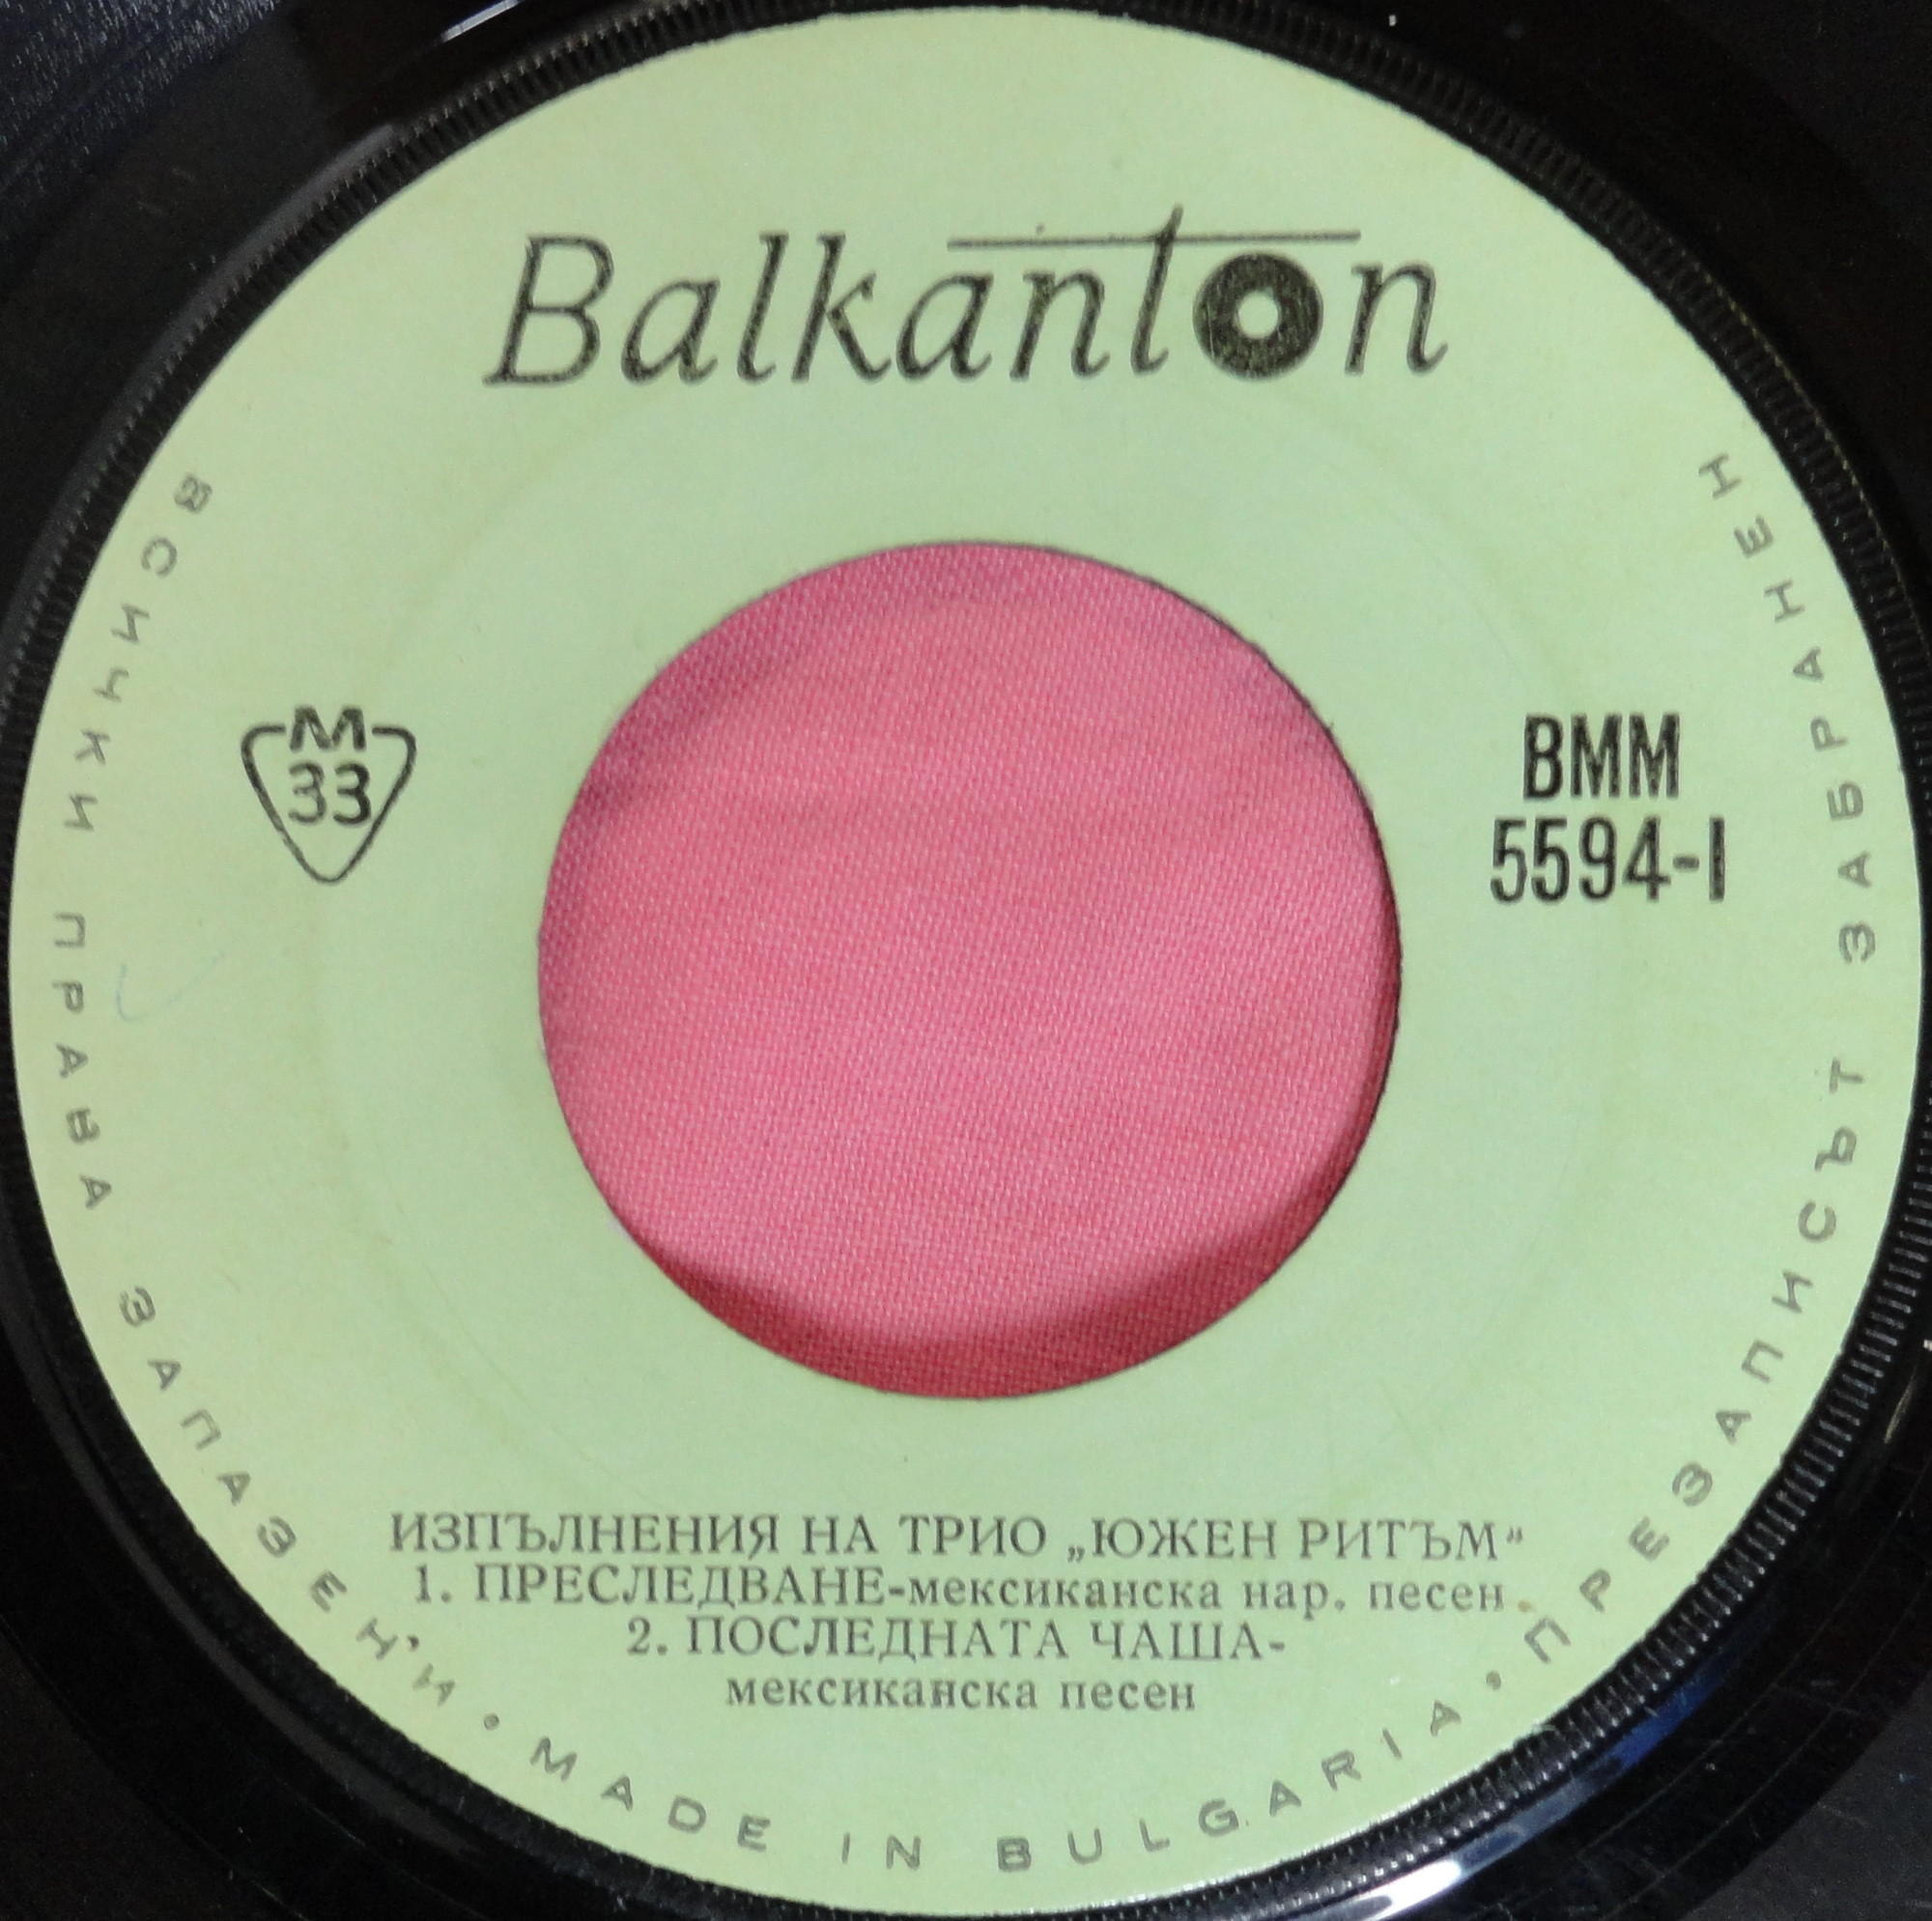 Balkanton
М
33
ВММ
5594-I
ИЗПЪЛНЕНИЯ НА ТРИО „ЮЖЕН РИТЪМ“
1. ПРЕСЛЕДВАНЕ-мексиканска нар. песен
2. ПОСЛЕДНАТА ЧАША-
мексиканска песен
ВСИЧКИ ПРАВА ЗАПАЗЕНИ • MADE IN BULGARIA • ПРЕЗАПИСЪТ ЗАБРАНЕН